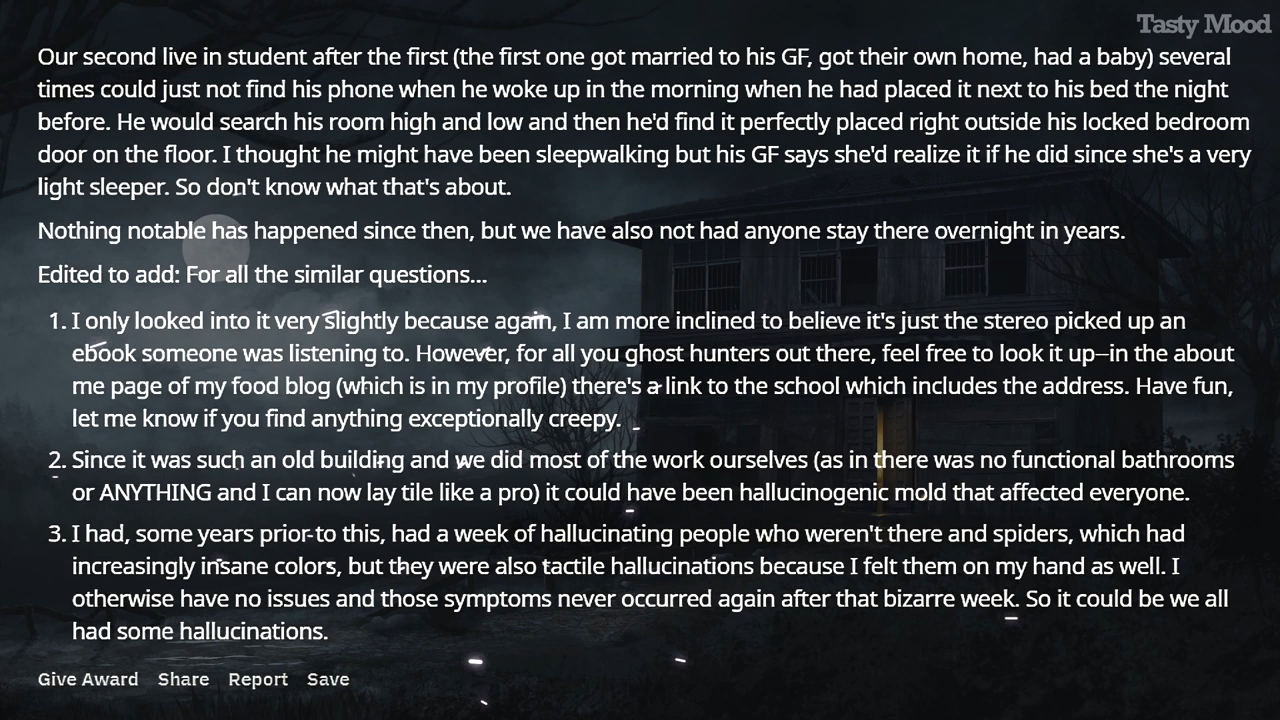 Tasty Mood
Our second live in student after the first (the first one got married to his GF, got their own home, had a baby) several
times could just not find his phone when he woke up in the morning when he had placed it next to his bed the night
before. He would search his room high and low and then he'd find it perfectly placed right outside his locked bedroom
door on the floor. I thought he might have been sleepwalking but his GF says she'd realize it if he did since she's a very
light sleeper. So don't know what that's about.
Nothing notable has happened since then, but we have also not had anyone stay there overnight in years.
Edited to add: For all the similar questions...
1. I only looked into it very slightly because again, I am more inclined to believe it's just the stereo picked up an
ebook someone was listening to. However, for all you ghost hunters out there, feel free to look it up—in the about
me page of my food blog (which is in my profile) there's a link to the school which includes the address. Have fun,
let me know if you find anything exceptionally creepy.
2. Since it was such an old building and we did most of the work ourselves (as in there was no functional bathrooms
or ANYTHING and I can now lay tile like a pro) it could have been hallucinogenic mold that affected everyone.
3. I had, some years prior to this, had a week of hallucinating people who weren't there and spiders, which had
increasingly insane colors, but they were also tactile hallucinations because I felt them on my hand as well. I
otherwise have no issues and those symptoms never occurred again after that bizarre week. So it could be we all
had some hallucinations.
Give Award Share Report Save